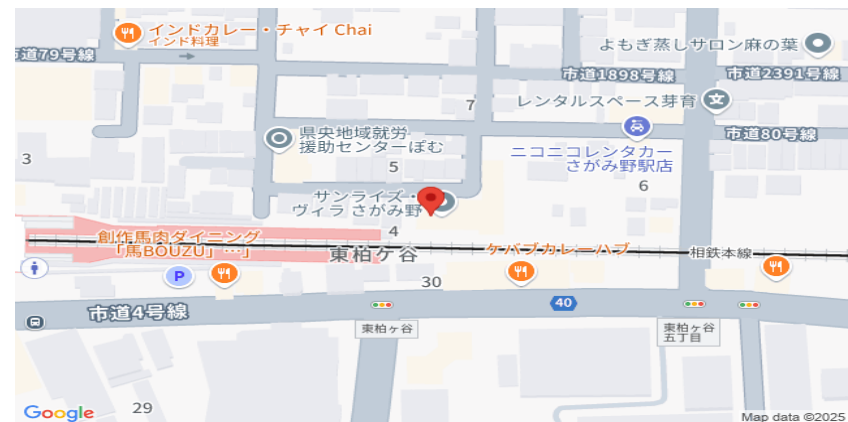 インドカレー・チャイ Chai
インド料理
よもぎ蒸しサロン麻の葉
市道79号線
市道1898号線
市道2391号線
7
レンタルスペース芽育
文
県央地域就労
援助センターぽむ
市道80号線
3
ニコニコレンタカー
さがみ野駅店
5
6
サンライズ・
ヴィラ さがみ野
4
創作馬肉ダイニング
「馬BOUZU」…」
東柏ケ谷
ケバブカレーハブ
相鉄本線
P
30
40
市道4号線
東柏ヶ谷
東柏ヶ谷
五丁目
29
Google
Map data ©2025